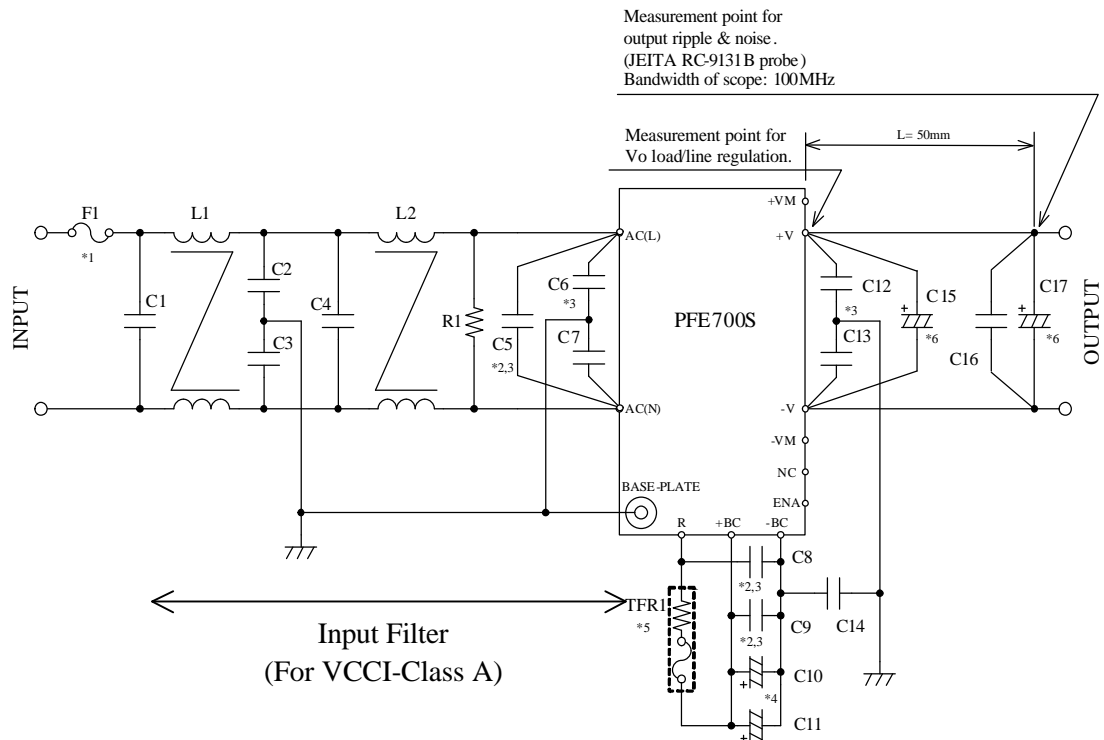 Measurement point for
output ripple & noise.
(JEITA RC-9131B probe)
Bandwidth of scope: 100MHz
Measurement point for
Vo load/line regulation.
L= 50mm
F1
*1
L1
L2
+VM
AC(L)
+V
C1
C2
C3
C4
R1
C5
*2,3
C6
*3
C7
PFE700S
C12
*3
C13
C15
*6
C16
C17
*6
INPUT
OUTPUT
AC(N)
-V
-VM
NC
ENA
BASE-PLATE
R
+BC
-BC
C8
*2,3
TFR1
*5
C9
*2,3
C14
C10
*4
C11
+
+
+
+
Input Filter
(For VCCI-Class A)